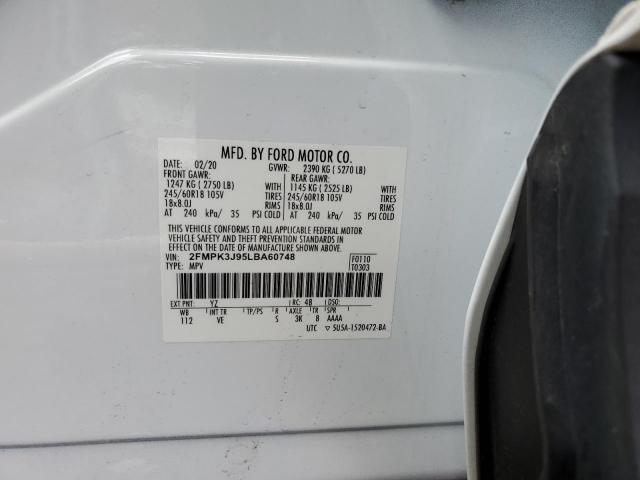 MFD. BY FORD MOTOR CO.
DATE: 02/20 GVWR: 2390 KG ( 5270 LB)
FRONT GAWR: REAR GAWR:
1247 KG ( 2750 LB) WITH 1145 KG ( 2525 LB) WITH
245/60R18 105V TIRES 245/60R18 105V TIRES
18x8.0J RIMS 18x8.0J RIMS
AT 240 kPa/ 35 PSI COLD AT 240 kPa/ 35 PSI COLD
THIS VEHICLE CONFORMS TO ALL APPLICABLE FEDERAL MOTOR
VEHICLE SAFETY AND THEFT PREVENTION STANDARDS IN
EFFECT ON THE DATE OF MANUFACTURE SHOWN ABOVE.
VIN: 2FMPK3J95LBA60748 F0110
TYPE: MPV T0303
EXT PNT: YZ RC: 48 DSO:
WB INT TR TP/PS R AXLE TR SPR
112 VE S 3K 8 AAAA
UTC ▽ 5U5A-1520472-BA